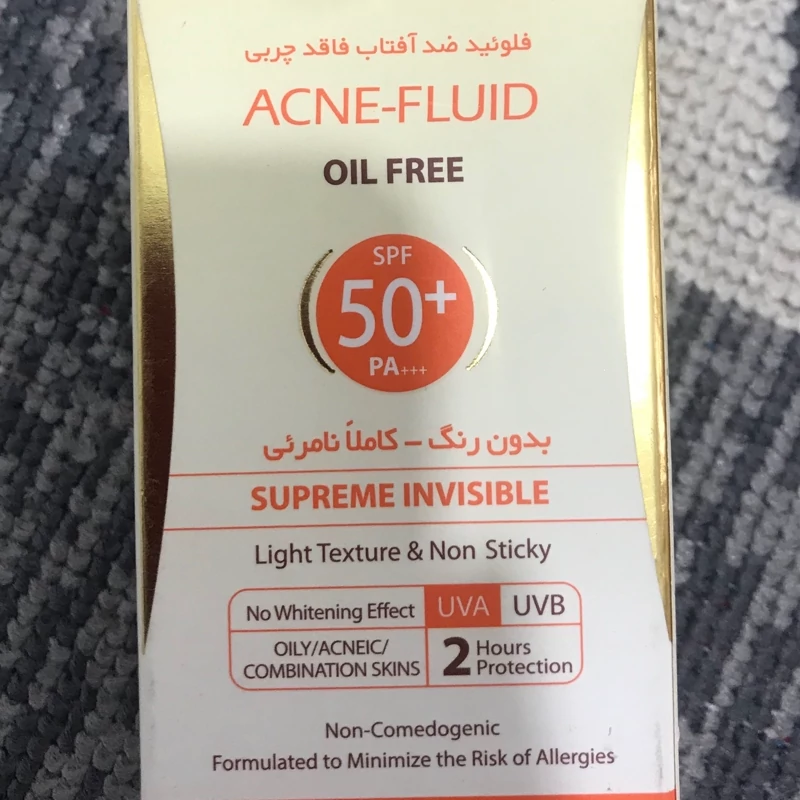 فلوئید ضد آفتاب فاقد چربی
ACNE-FLUID
OIL FREE
SPF
50+
PA+++
بدون رنگ – کاملاً نامرئی
SUPREME INVISIBLE
Light Texture & Non Sticky
No Whitening Effect UVA UVB
OILY/ACNEIC/
COMBINATION SKINS
2 Hours
Protection
Non-Comedogenic
Formulated to Minimize the Risk of Allergies